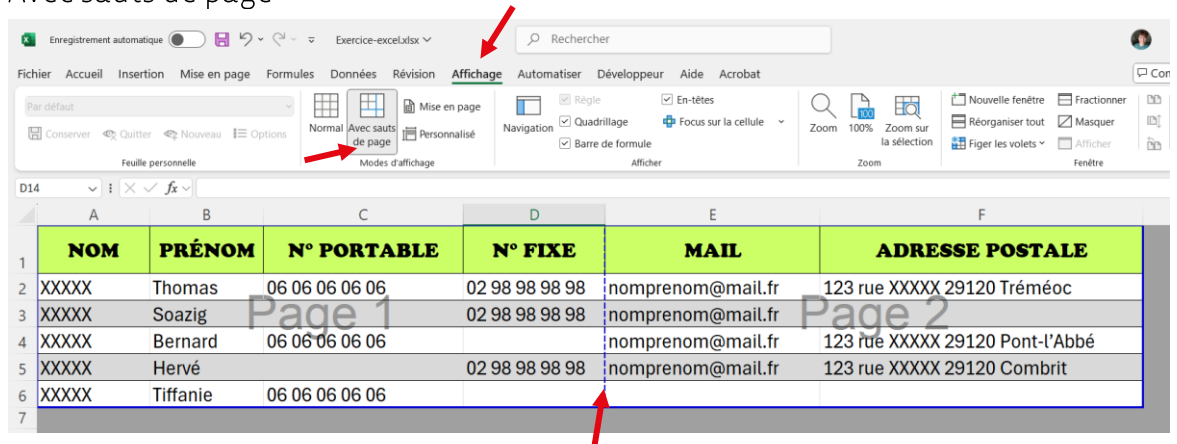 Avec sauts de page
Enregistrement automatique Exercice-excel.xlsx Rechercher
Fichier Accueil Insertion Mise en page Formules Données Révision Affichage Automatiser Développeur Aide Acrobat
Par défaut
Conserver Quitter Nouveau Options
Feuille personnelle
Normal Avec sauts de page Mise en page Personnalisé
Modes d'affichage
Navigation Règle Quadrillage Barre de formule En-têtes Focus sur la cellule
Afficher
Zoom 100% Zoom sur la sélection
Zoom
Nouvelle fenêtre Réorganiser tout Figer les volets Fractionner Masquer Afficher
Fenêtre
D14 fx
A B C D E F
1 NOM PRÉNOM N° PORTABLE N° FIXE MAIL ADRESSE POSTALE
2 XXXXX Thomas 06 06 06 06 06 02 98 98 98 98 nomprenom@mail.fr 123 rue XXXXX 29120 Tréméoc
3 XXXXX Soazig 02 98 98 98 98 nomprenom@mail.fr
4 XXXXX Bernard 06 06 06 06 06 nomprenom@mail.fr 123 rue XXXXX 29120 Pont-l'Abbé
5 XXXXX Hervé 02 98 98 98 98 nomprenom@mail.fr 123 rue XXXXX 29120 Combrit
6 XXXXX Tiffanie 06 06 06 06 06
7
Page 1 Page 2